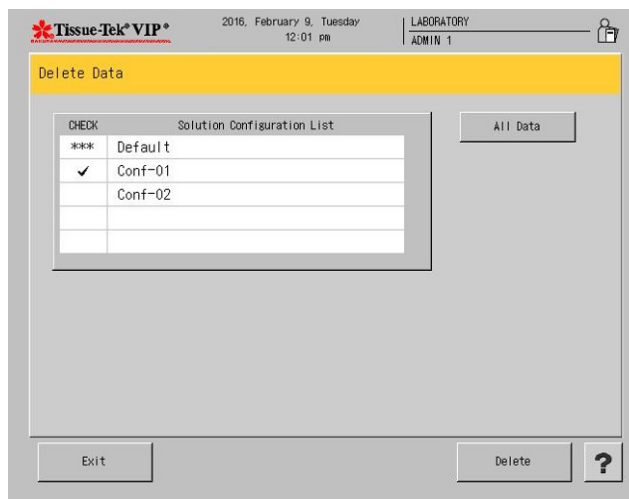 Tissue-Tek® VIP®
2016, February 9, Tuesday
12:01 pm
LABORATORY
ADMIN 1
Delete Data
CHECK Solution Configuration List
*** Default
✓ Conf-01
Conf-02
All Data
Exit
Delete
?